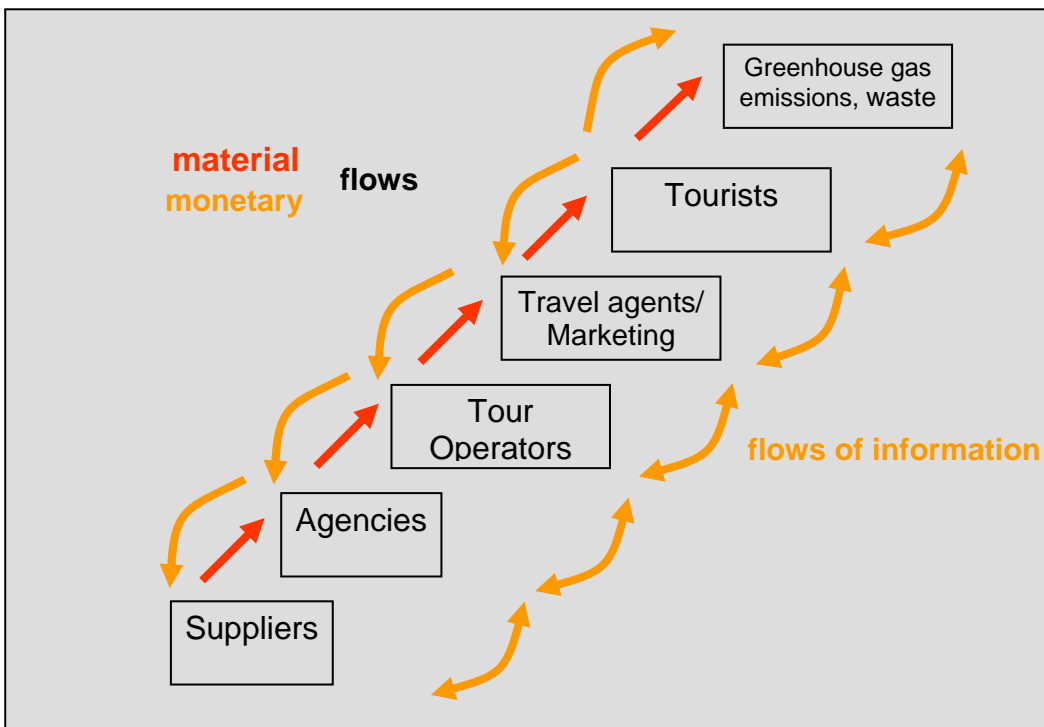 Greenhouse gas
emissions, waste
material
monetary
flows
Tourists
Travel agents/
Marketing
Tour
Operators
flows of information
Agencies
Suppliers